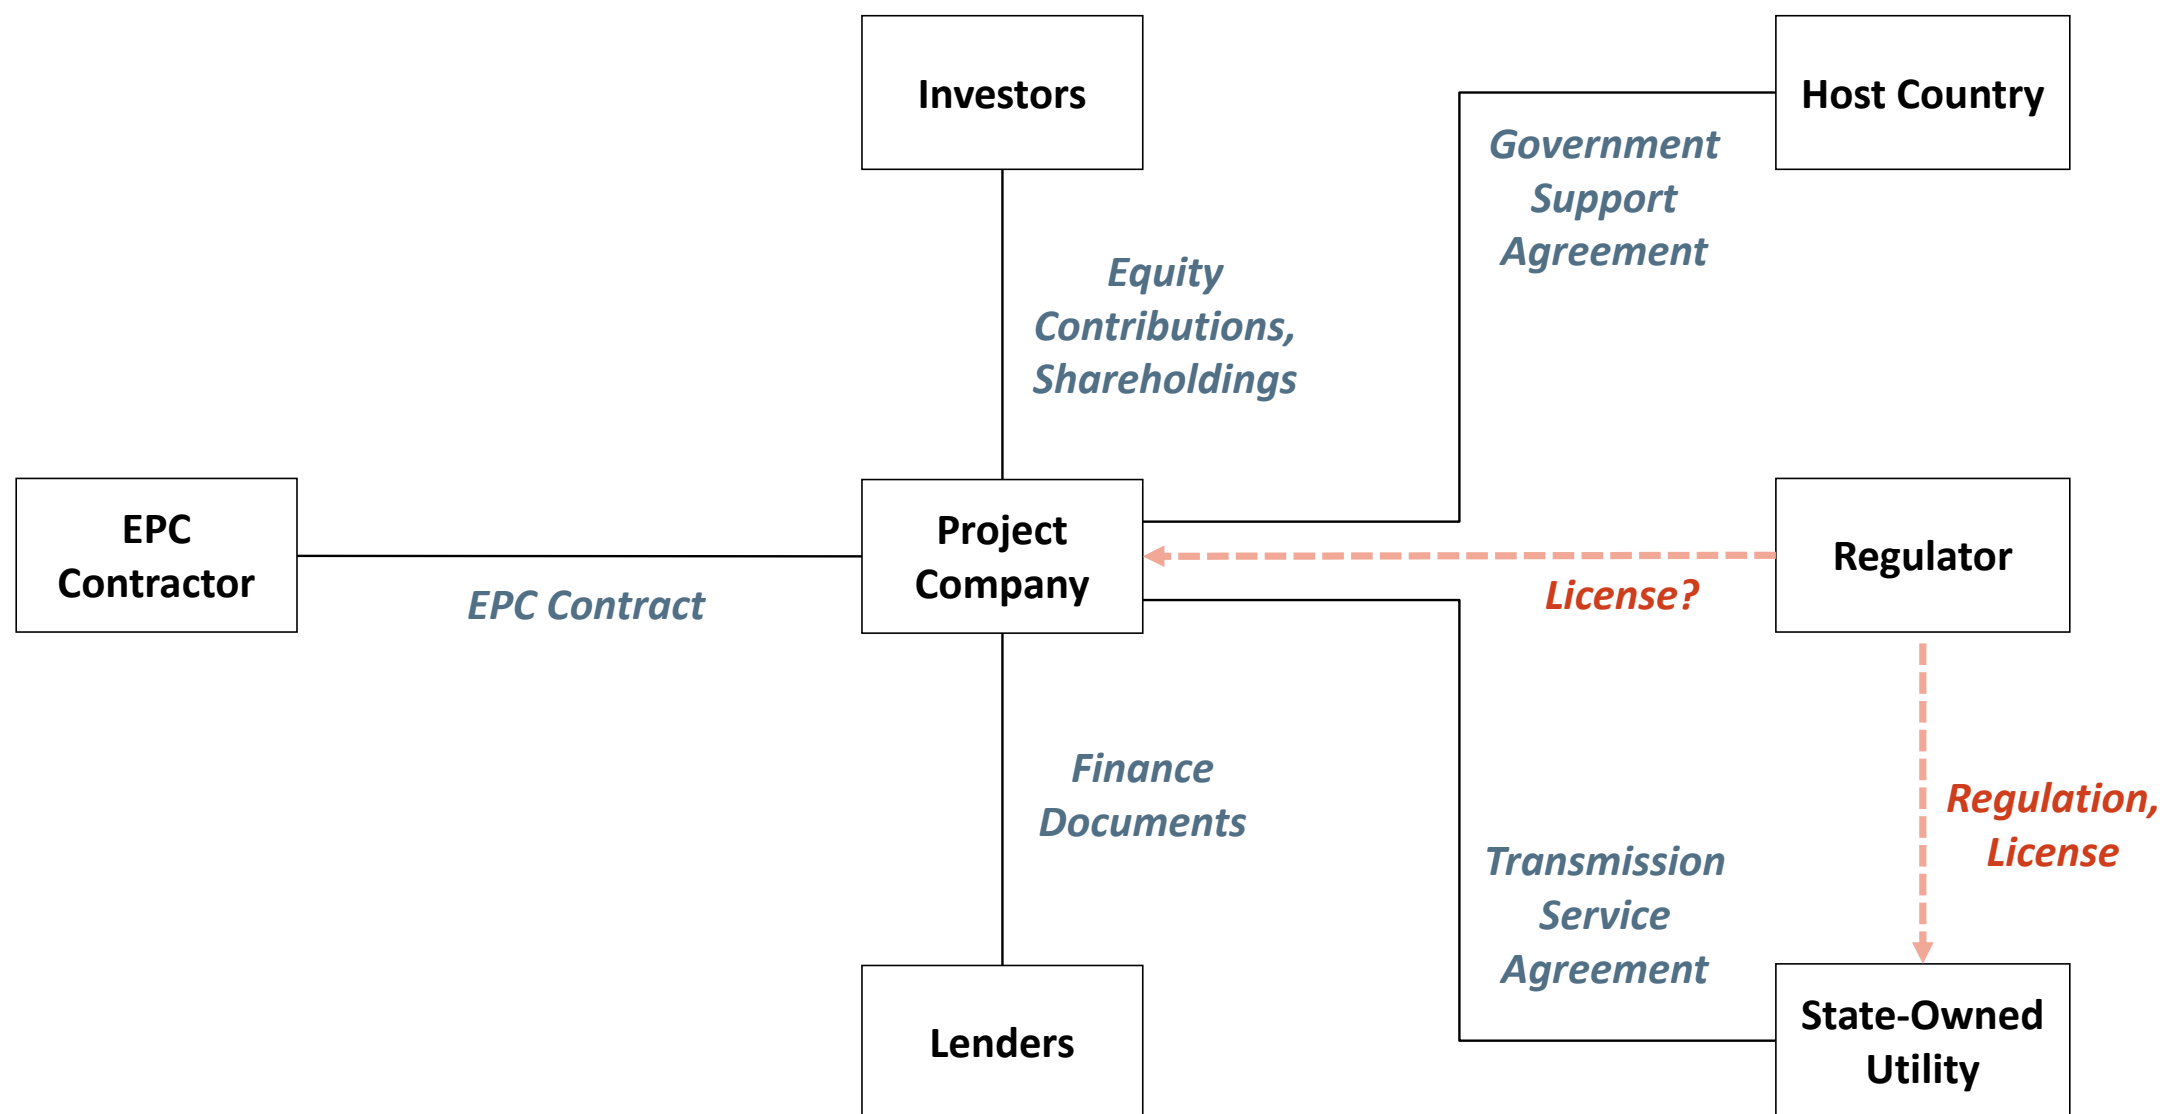 Investors
Host Country
Government
Support
Agreement
Equity
Contributions,
Shareholdings
EPC
Contractor
EPC Contract
Project
Company
License?
Regulator
Finance
Documents
Regulation,
License
Transmission
Service
Agreement
Lenders
State-Owned
Utility